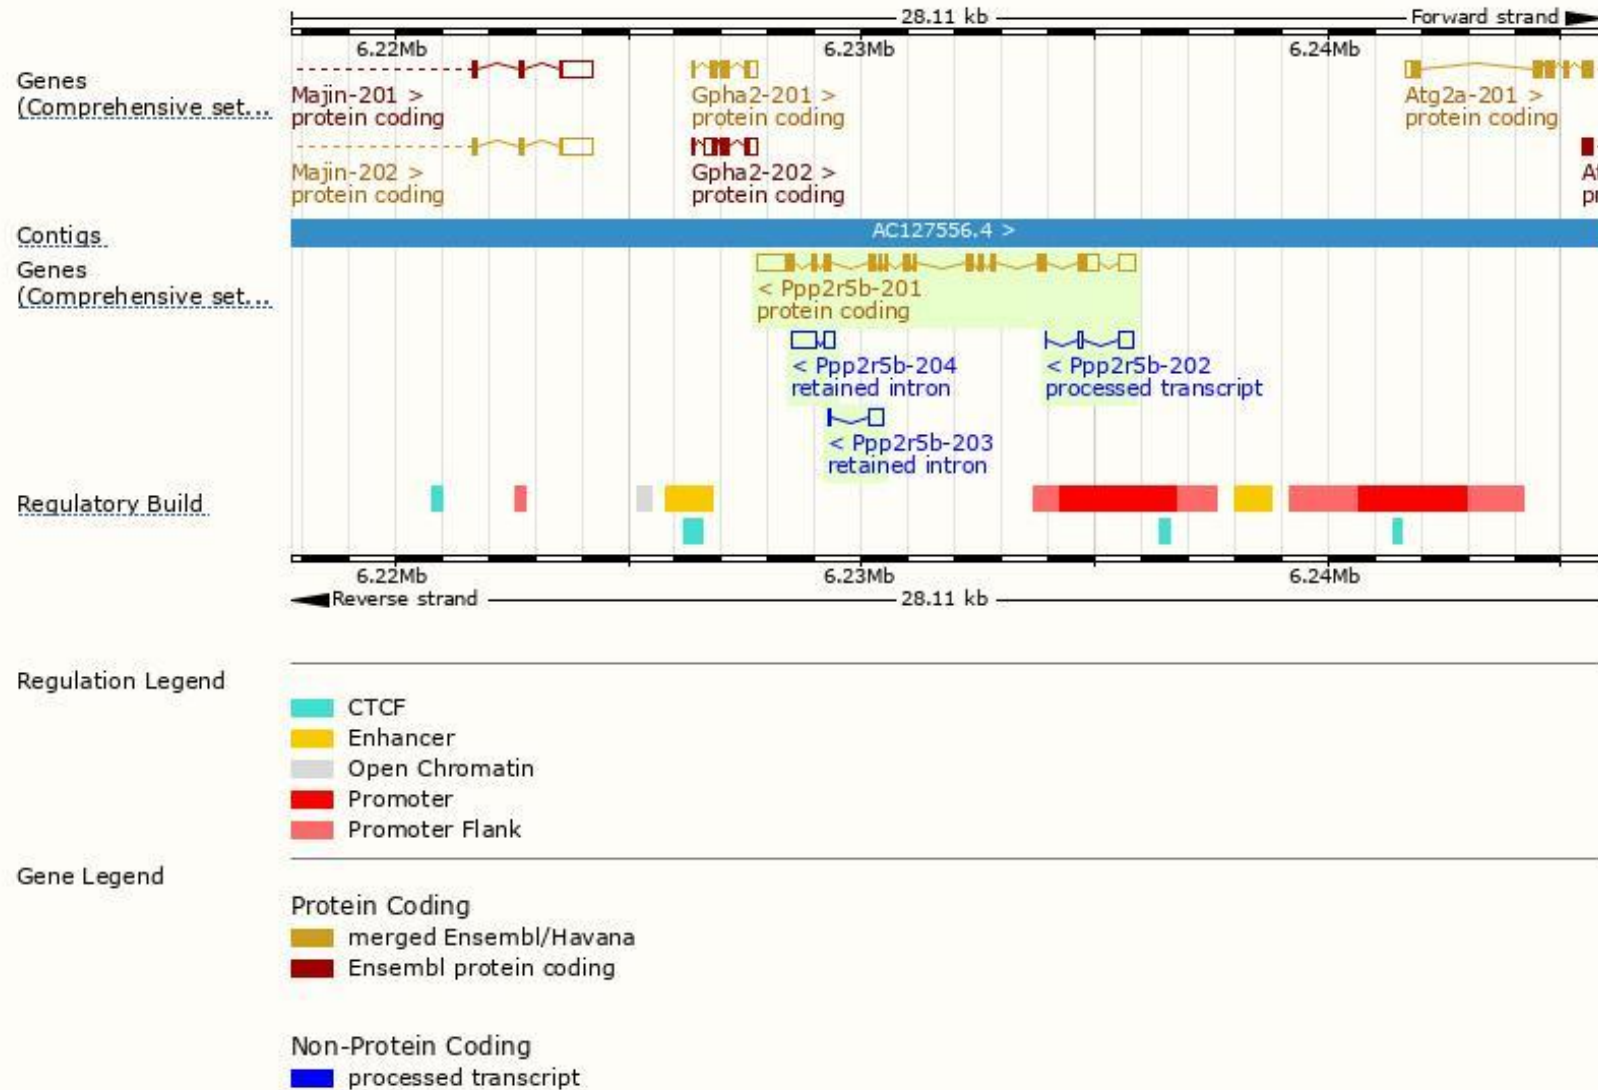 28.11 kb
Forward strand
6.22Mb 6.23Mb 6.24Mb
Genes
(Comprehensive set...
Majin-201 >
protein coding
Gpha2-201 >
protein coding
Atg2a-201 >
protein coding
Majin-202 >
protein coding
Gpha2-202 >
protein coding
Contigs
AC127556.4 >
Genes
(Comprehensive set...
< Ppp2r5b-201
protein coding
< Ppp2r5b-204
retained intron
< Ppp2r5b-202
processed transcript
< Ppp2r5b-203
retained intron
Regulatory Build
6.22Mb 6.23Mb 6.24Mb
Reverse strand
28.11 kb
Regulation Legend
CTCF
Enhancer
Open Chromatin
Promoter
Promoter Flank
Gene Legend
Protein Coding
merged Ensembl/Havana
Ensembl protein coding
Non-Protein Coding
processed transcript